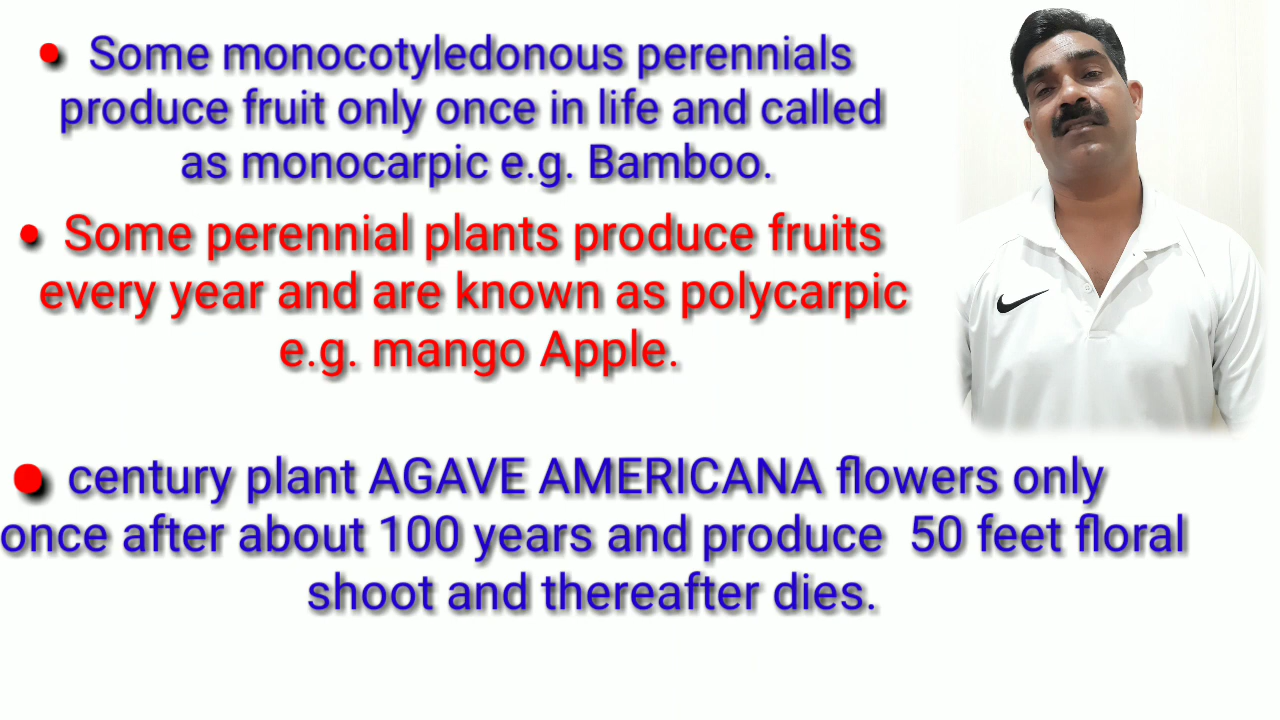 • Some monocotyledonous perennials
produce fruit only once in life and called
as monocarpic e.g. Bamboo.
• Some perennial plants produce fruits
every year and are known as polycarpic
e.g. mango Apple.
• century plant AGAVE AMERICANA flowers only
once after about 100 years and produce 50 feet floral
shoot and thereafter dies.